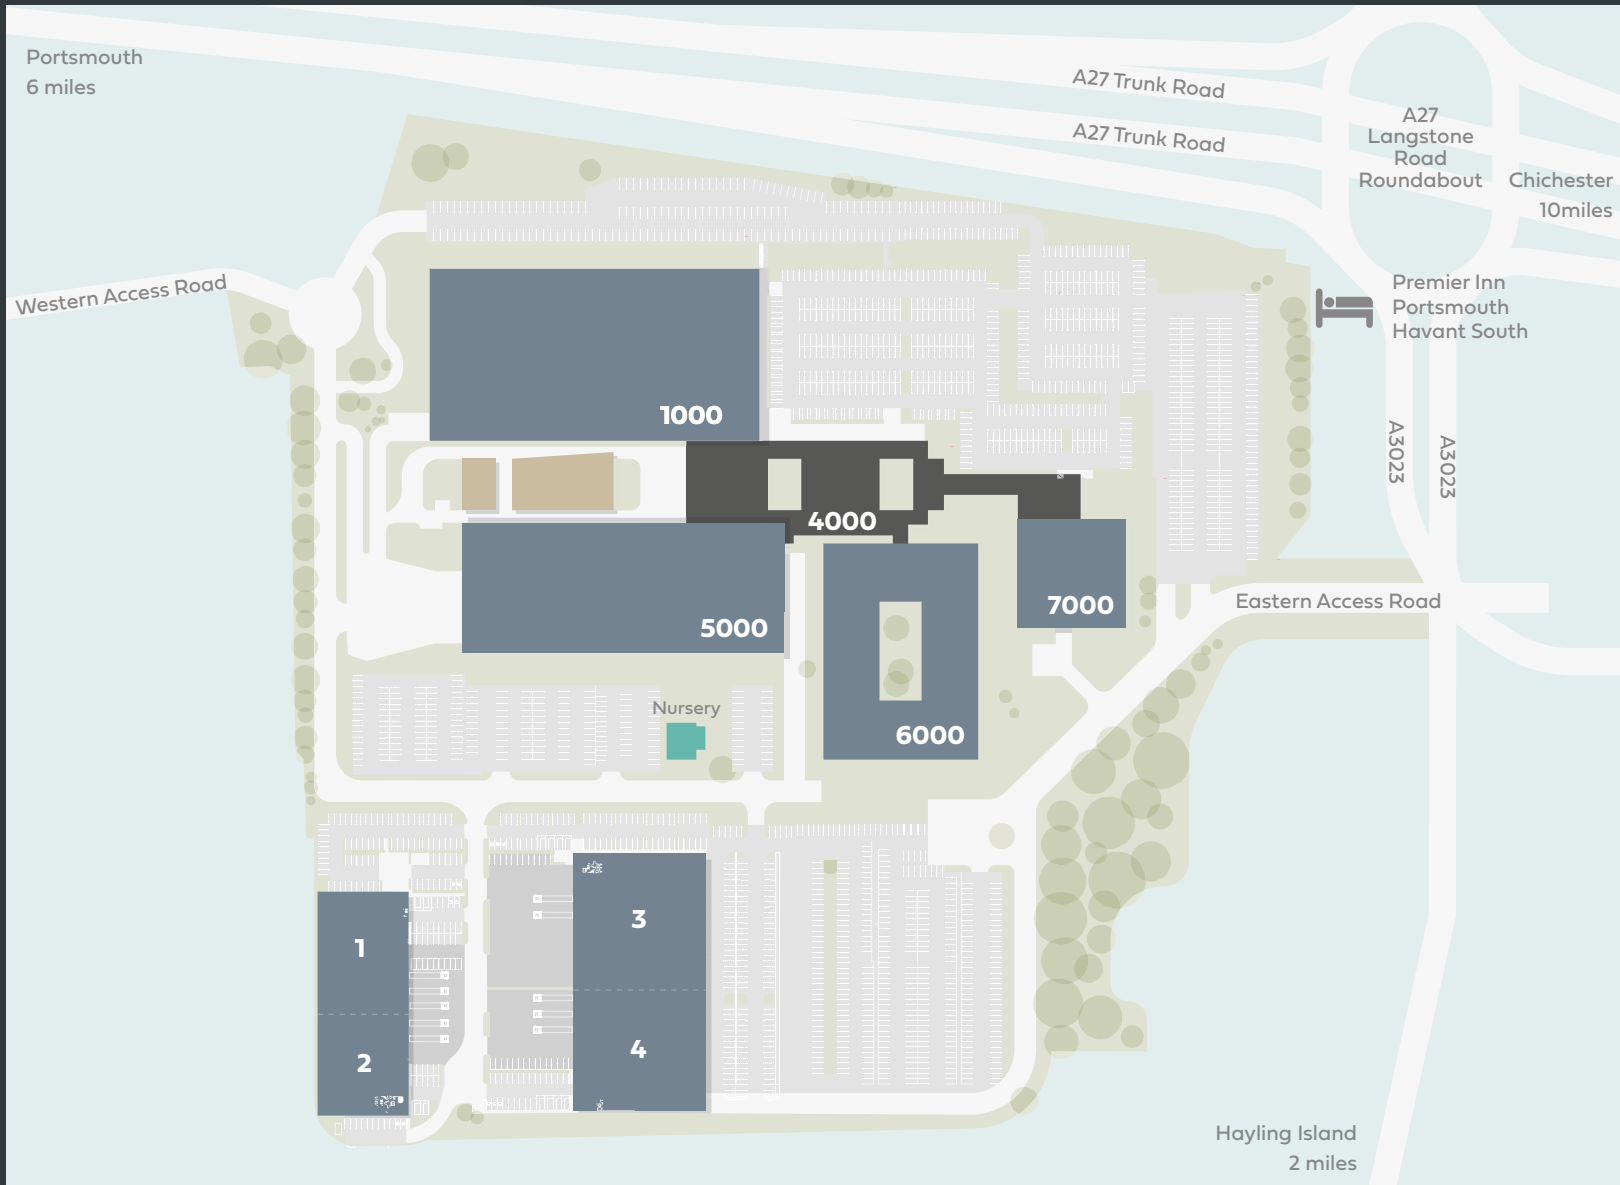 Portsmouth
6 miles
A27 Trunk Road
A27 Trunk Road
A27
Langstone
Road
Roundabout
Chichester
10miles
Western Access Road
Premier Inn
Portsmouth
Havant South
1000
A3023
A3023
4000
5000
7000
Eastern Access Road
Nursery
6000
1
3
2
4
Hayling Island
2 miles